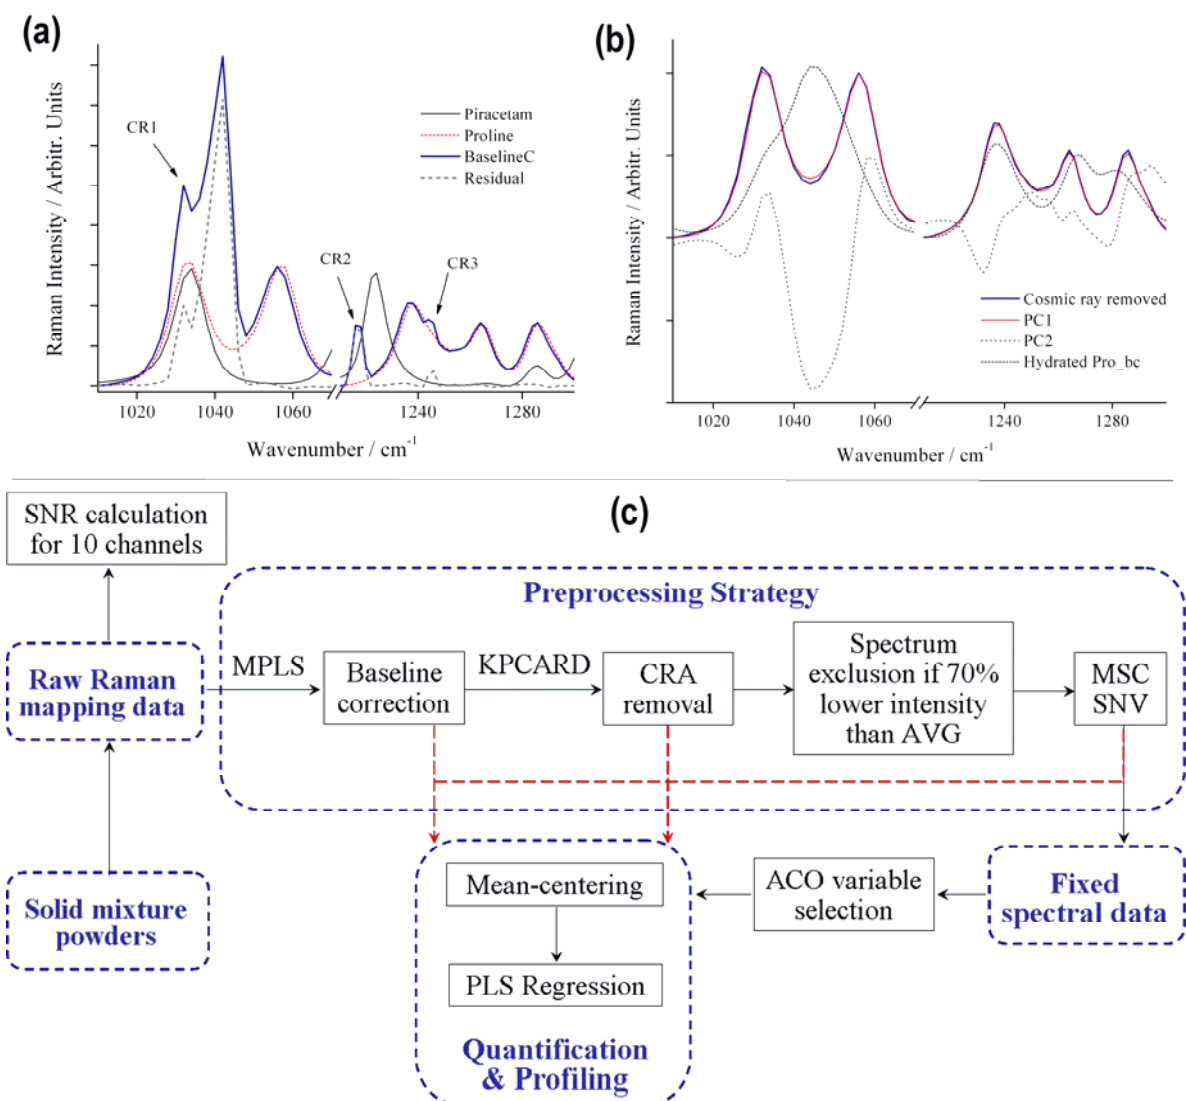 (a)
Raman Intensity / Arbitr. Units
CR1
CR2
CR3
Piracetam
Proline
BaselineC
Residual
1020
1040
1060
1240
1280
Wavenumber / cm⁻¹
(b)
Raman Intensity / Arbitr. Units
Cosmic ray removed
PC1
PC2
Hydrated Pro_bc
1020
1040
1060
1240
1280
Wavenumber / cm⁻¹
(c)
SNR calculation
for 10 channels
Preprocessing Strategy
Raw Raman
mapping data
MPLS
Baseline
correction
KPCARD
CRA
removal
Spectrum
exclusion if 70%
lower intensity
than AVG
MSC
SNV
Solid mixture
powders
Mean-centering
PLS Regression
Quantification
& Profiling
ACO variable
selection
Fixed
spectral data